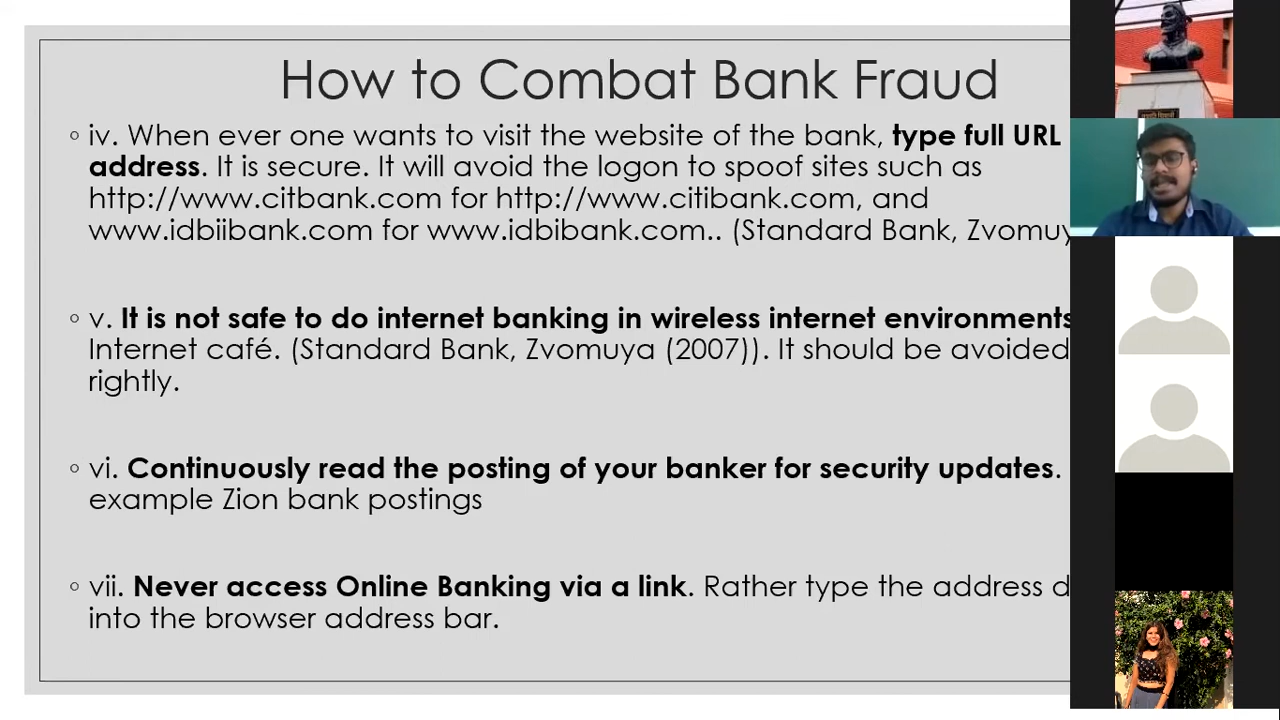 How to Combat Bank Fraud
◦ iv. When ever one wants to visit the website of the bank, type full URL
address. It is secure. It will avoid the logon to spoof sites such as
http://www.citbank.com for http://www.citibank.com, and
www.idbiibank.com for www.idbibank.com.. (Standard Bank,
◦ v. It is not safe to do internet banking in wireless internet environments
Internet café. (Standard Bank, Zvomuya (2007)). It should be avoided
rightly.
◦ vi. Continuously read the posting of your banker for security updates.
example Zion bank postings
◦ vii. Never access Online Banking via a link. Rather type the address
into the browser address bar.